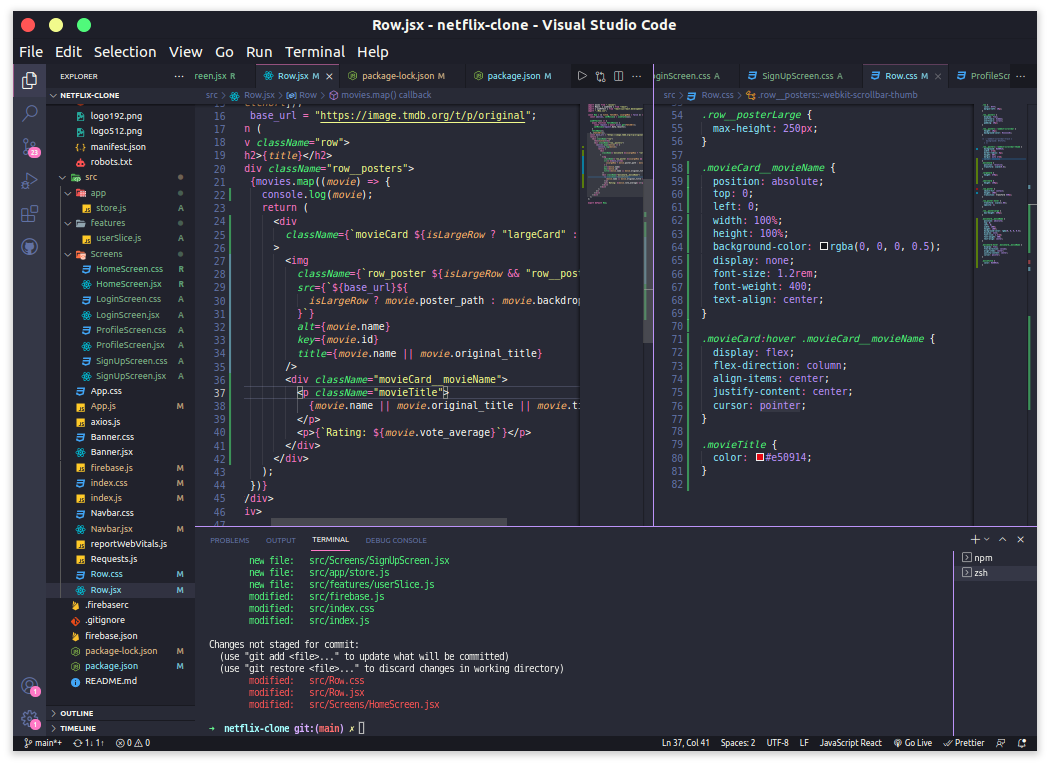 Row.jsx - netflix-clone - Visual Studio Code
File Edit Selection View Go Run Terminal Help
EXPLORER ···
NETFLIX-CLONE
logo192.png
logo512.png
{} manifest.json
robots.txt
src
app
store.js A
features
userSlice.js A
Screens
HomeScreen.css R
HomeScreen.jsx R
LoginScreen.css A
LoginScreen.jsx A
ProfileScreen.css A
ProfileScreen.jsx A
SignUpScreen.css A
SignUpScreen.jsx A
App.css
App.js M
axios.js
Banner.css
Banner.jsx
firebase.js M
index.css M
index.js M
Navbar.css
Navbar.jsx M
reportWebVitals.js
Requests.js
Row.css M
Row.jsx M
.firebaserc
.gitignore
firebase.json
package-lock.json M
package.json M
README.md
OUTLINE
TIMELINE
23
1
1
reen.jsx R Row.jsx M × package-lock.json M package.json M ···
src > Row.jsx > Row > movies.map() callback
16 base_url = "https://image.tmdb.org/t/p/original";
17 n (
18 v className="row">
19 h2>{title}</h2>
20 div className="row__posters">
21 {movies.map((movie) => {
22 console.log(movie);
23 return (
24 <div
25 className={`movieCard ${isLargeRow ? "largeCard" :
26 >
27 <img
28 className={`row_poster ${isLargeRow && "row__pos
29 src={`${base_url}${
30 isLargeRow ? movie.poster_path : movie.backdrop
31 }`}
32 alt={movie.name}
33 key={movie.id}
34 title={movie.name || movie.original_title}
35 />
36 <div className="movieCard__movieName">
37 <p className="movieTitle">
38 {movie.name || movie.original_title || movie.ti
39 </p>
40 <p>{`Rating: ${movie.vote_average}`}</p>
41 </div>
42 </div>
43 );
44 })}
45 /div>
46 iv>
47
oginScreen.css A SignUpScreen.css A Row.css M × ProfileScr ···
src > Row.css > .row__posters::-webkit-scrollbar-thumb
54 .row__posterLarge {
55 max-height: 250px;
56 }
57
58 .movieCard__movieName {
59 position: absolute;
60 top: 0;
61 left: 0;
62 width: 100%;
63 height: 100%;
64 background-color: rgba(0, 0, 0, 0.5);
65 display: none;
66 font-size: 1.2rem;
67 font-weight: 400;
68 text-align: center;
69 }
70
71 .movieCard:hover .movieCard__movieName {
72 display: flex;
73 flex-direction: column;
74 align-items: center;
75 justify-content: center;
76 cursor: pointer;
77 }
78
79 .movieTitle {
80 color: #e50914;
81 }
82
PROBLEMS OUTPUT TERMINAL DEBUG CONSOLE
new file: src/Screens/SignUpScreen.jsx
new file: src/app/store.js
new file: src/features/userSlice.js
modified: src/firebase.js
modified: src/index.css
modified: src/index.js
Changes not staged for commit:
(use "git add <file>..." to update what will be committed)
(use "git restore <file>..." to discard changes in working directory)
modified: src/Row.css
modified: src/Row.jsx
modified: src/Screens/HomeScreen.jsx
→ netflix-clone git:(main) ✗
npm
zsh
main*+ 1↓ 1↑ 0 0 Ln 37, Col 41 Spaces: 2 UTF-8 LF JavaScript React Go Live Prettier